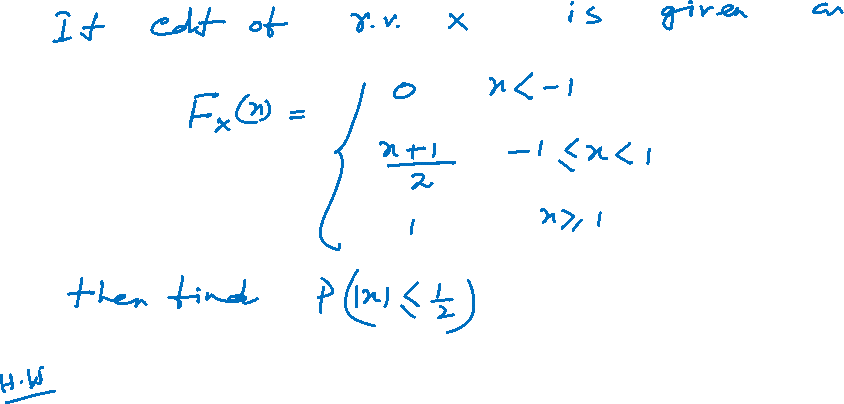 If cdf of r.v. X is given as
F_X(x) = { 0 x < -1
x+1/2 -1 ≤ x < 1
1 x ≥ 1
then find P(|x| ≤ 1/2)
H.W